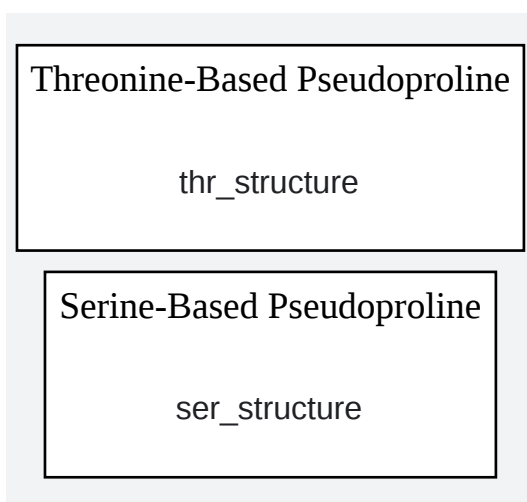 Threonine-Based Pseudoproline
thr_structure
Serine-Based Pseudoproline
ser_structure